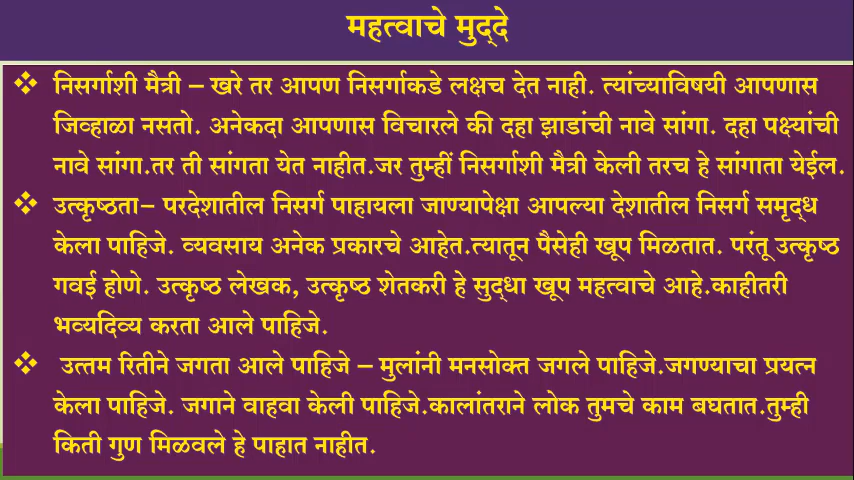 महत्वाचे मुद्दे
❖ निसर्गाशी मैत्री – खरे तर आपण निसर्गाकडे लक्षच देत नाही. त्यांच्याविषयी आपणास
जिव्हाळा नसतो. अनेकदा आपणास विचारले की दहा झाडांची नावे सांगा. दहा पक्ष्यांची
नावे सांगा.तर ती सांगता येत नाहीत.जर तुम्हीं निसर्गाशी मैत्री केली तरच हे सांगाता येईल.
❖ उत्कृष्ठता– परदेशातील निसर्ग पाहायला जाण्यापेक्षा आपल्या देशातील निसर्ग समृद्ध
केला पाहिजे. व्यवसाय अनेक प्रकारचे आहेत.त्यातून पैसेही खूप मिळतात. परंतू उत्कृष्ठ
गवई होणे. उत्कृष्ठ लेखक, उत्कृष्ठ शेतकरी हे सुद्धा खूप महत्वाचे आहे.काहीतरी
भव्यदिव्य करता आले पाहिजे.
❖ उत्तम रितीने जगता आले पाहिजे – मुलांनी मनसोक्त जगले पाहिजे.जगण्याचा प्रयत्न
केला पाहिजे. जगाने वाहवा केली पाहिजे.कालांतराने लोक तुमचे काम बघतात.तुम्ही
किती गुण मिळवले हे पाहात नाहीत.